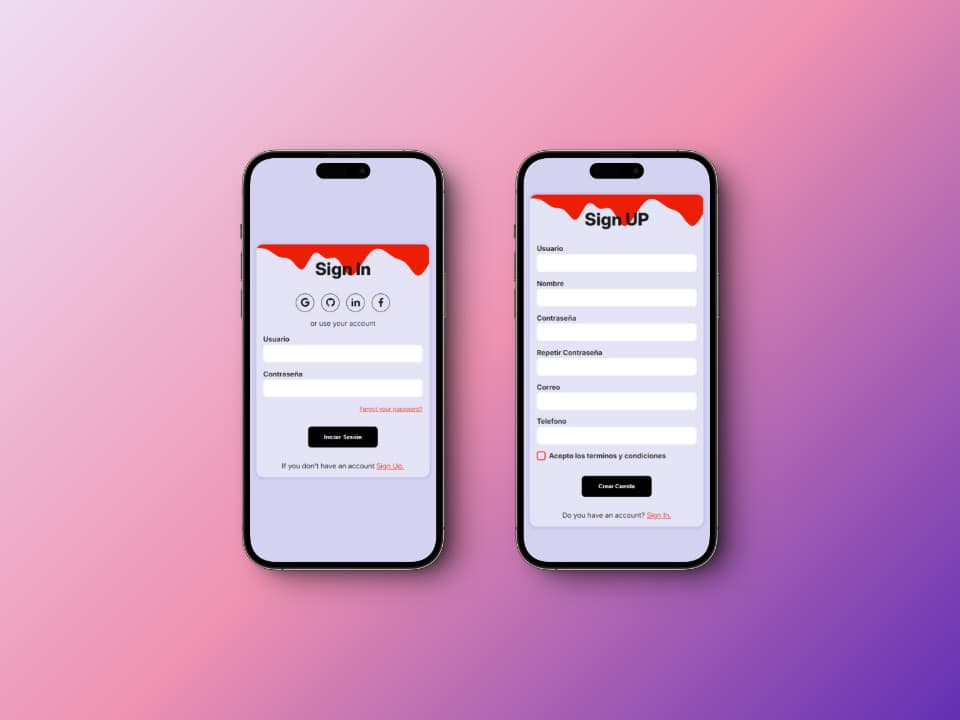 Sign In
G in f
or use your account
Usuario
Contraseña
Forgot your password?
Iniciar Sesión
If you don't have an account Sign Up.
Sign UP
Usuario
Nombre
Contraseña
Repetir Contraseña
Correo
Telefono
Acepto los terminos y condiciones
Crear Cuenta
Do you have an account? Sign In.